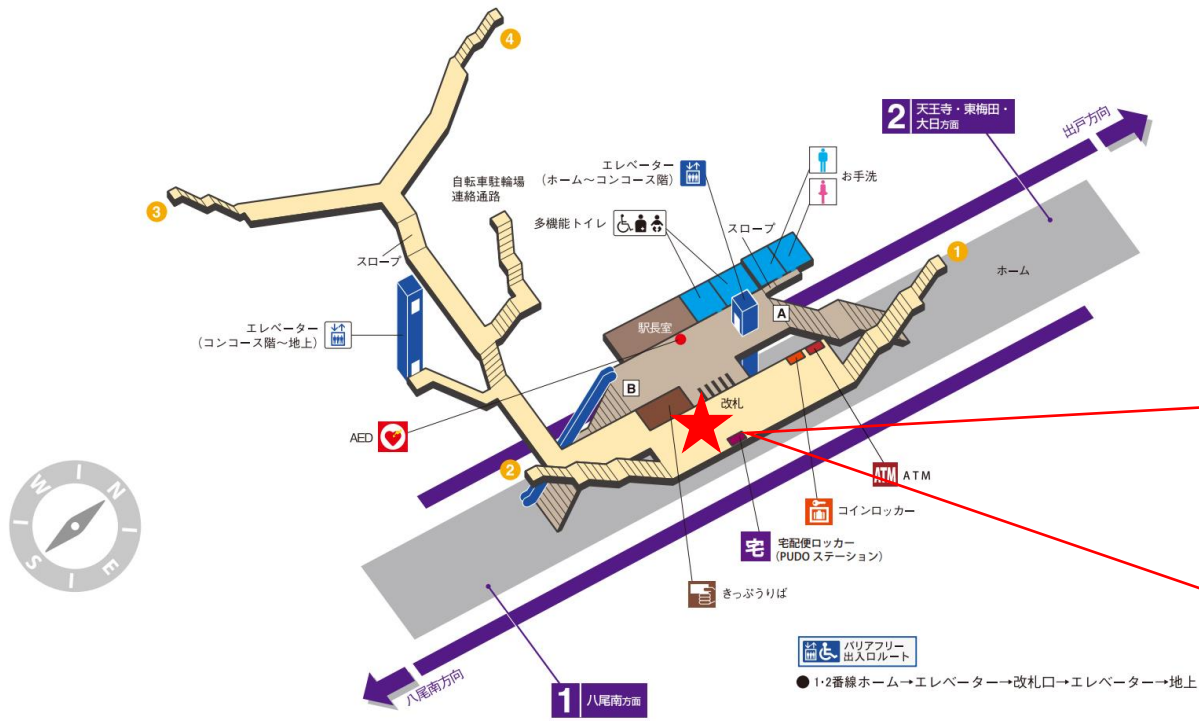 4
2 天王寺・東梅田・
大日方面
出戸方向
エレベーター
(ホーム～コンコース階)
お手洗
自転車駐輪場
連絡通路
3
多機能トイレ
スロープ
1
スロープ
ホーム
A
エレベーター
(コンコース階～地上)
駅長室
B
改札
AED
2
ATM ATM
コインロッカー
宅 宅配便ロッカー
(PUDO ステーション)
きっぷうりば
N
W
E
S
バリアフリー
出入口ルート
● 1・2番線ホーム→エレベーター→改札口→エレベーター→地上
八尾南方向
1 八尾南方面